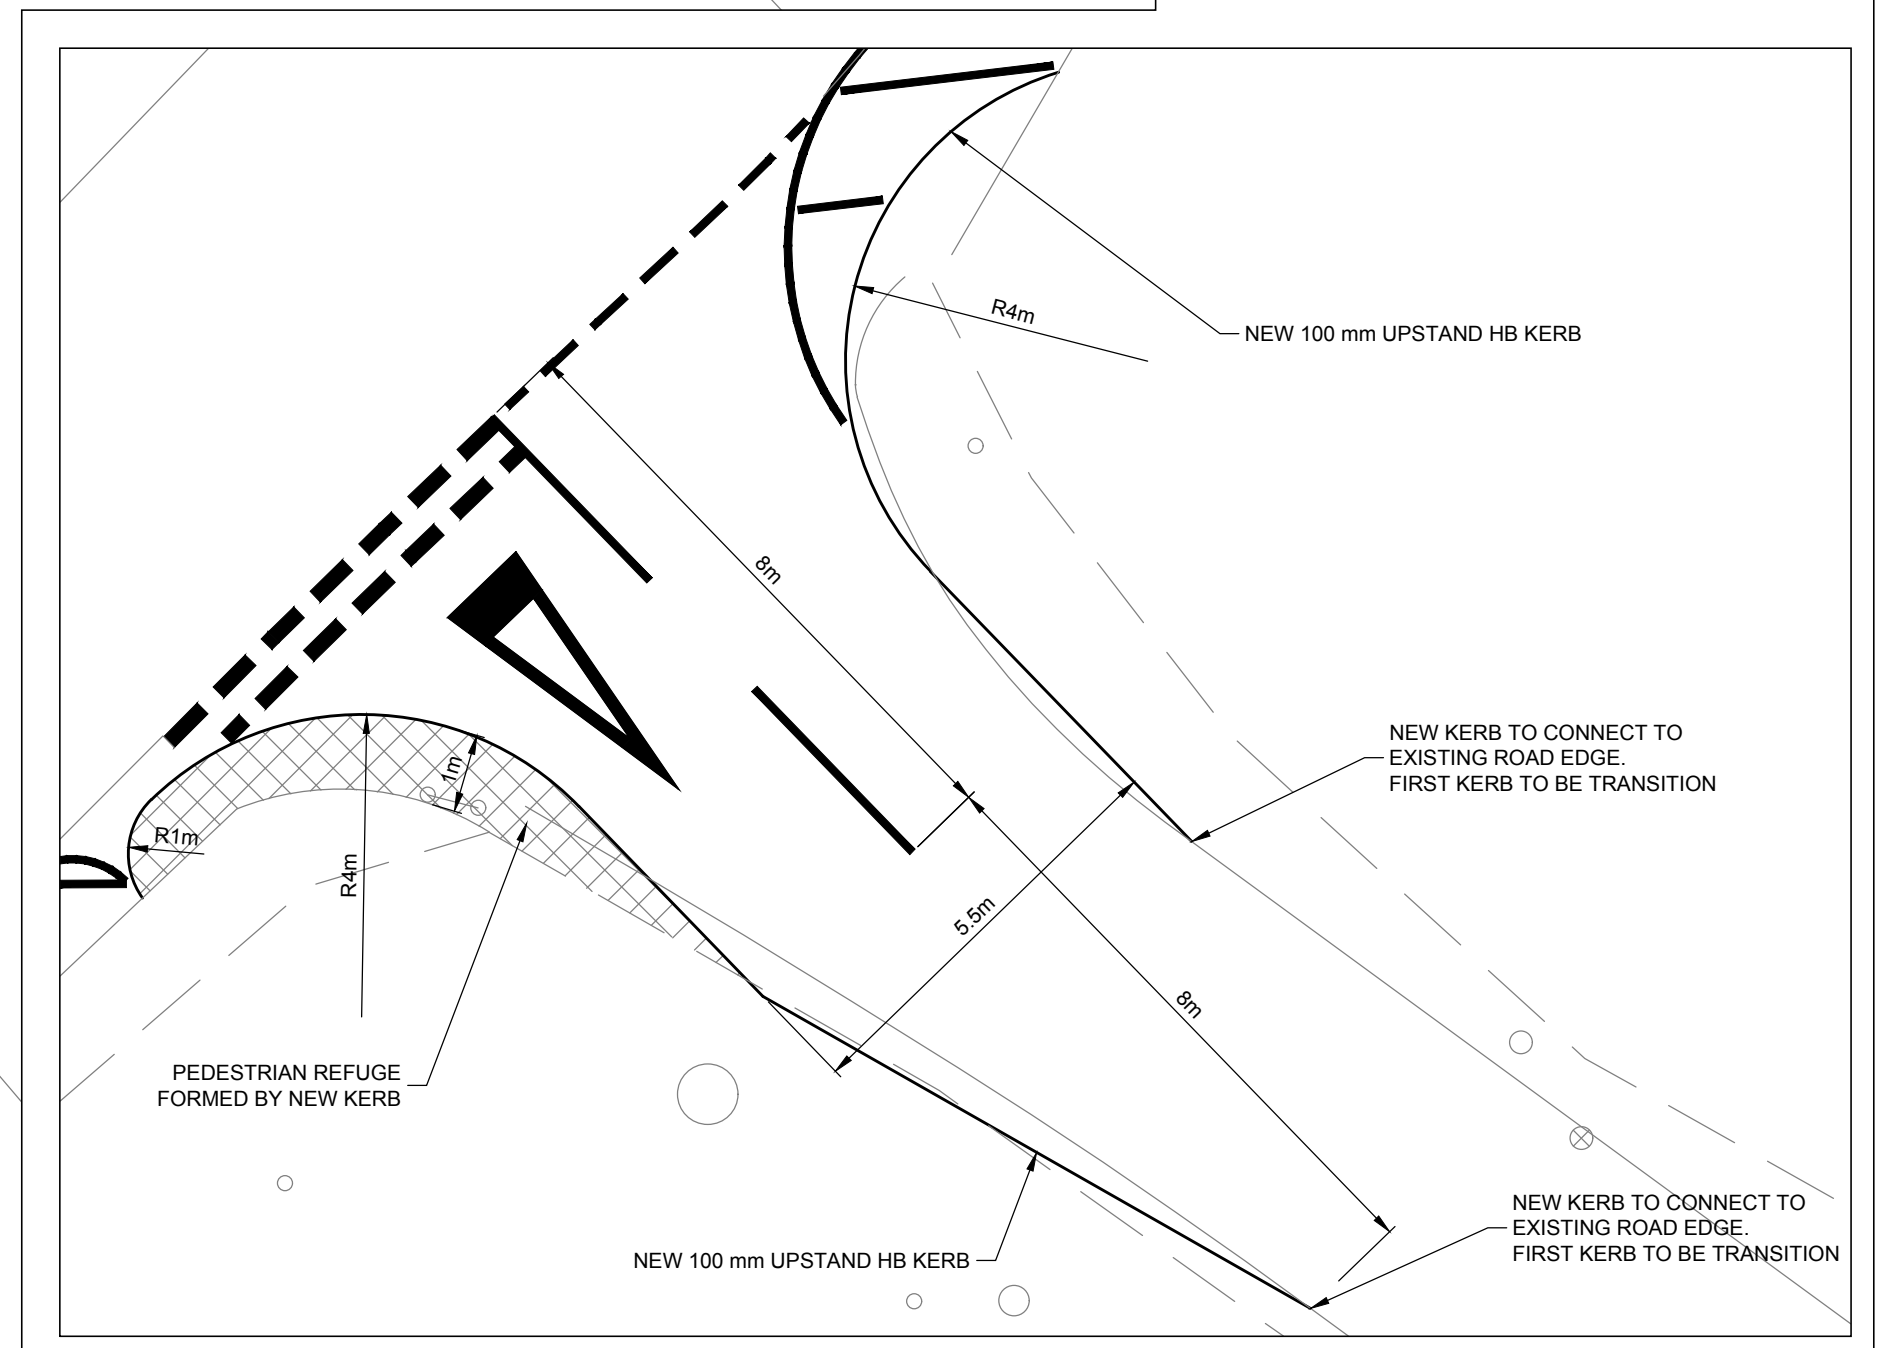 R4m
NEW 100 mm UPSTAND HB KERB
8m
NEW KERB TO CONNECT TO
EXISTING ROAD EDGE.
FIRST KERB TO BE TRANSITION
1m
R1m
R4m
5.5m
8m
PEDESTRIAN REFUGE
FORMED BY NEW KERB
NEW KERB TO CONNECT TO
EXISTING ROAD EDGE.
FIRST KERB TO BE TRANSITION
NEW 100 mm UPSTAND HB KERB